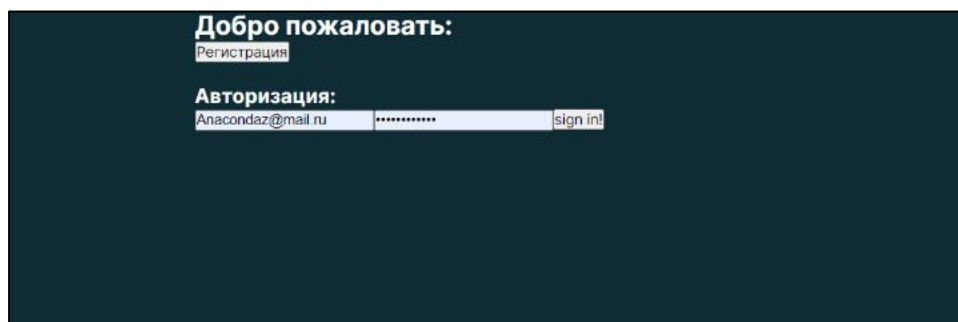 Добро пожаловать:
Регистрация
Авторизация:
Anacondaz@mail.ru ············ sign in!